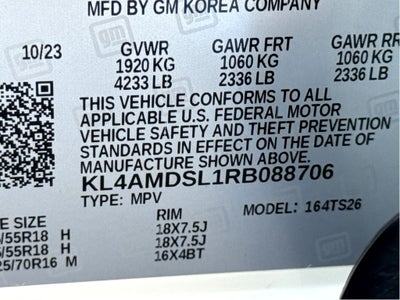 MFD BY GM KOREA COMPANY
10/23 GVWR GAWR FRT GAWR RR
1920 KG 1060 KG 1060 KG
4233 LB 2336 LB 2336 LB
THIS VEHICLE CONFORMS TO ALL
APPLICABLE U.S. FEDERAL MOTOR
VEHICLE SAFETY AND THEFT PREVENTION
STANDARDS IN EFFECT ON THE DATE OF
MANUFACTURE SHOWN ABOVE.
KL4AMDSL1RB088706
TYPE: MPV MODEL: 164TS26
E SIZE RIM
/55R18 H 18X7.5J
/55R18 H 18X7.5J
25/70R16 M 16X4BT